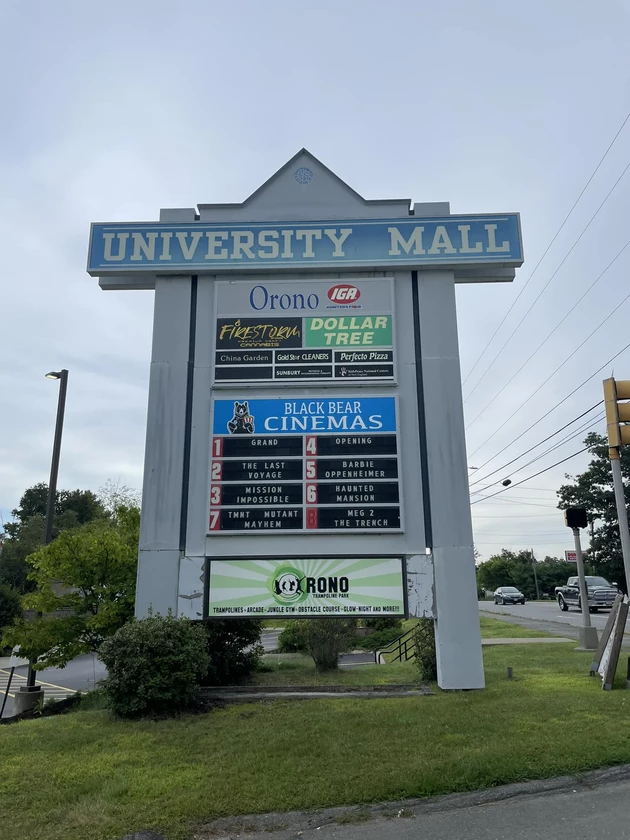 UNIVERSITY MALL
Orono IGA
FIRESTORM
CANNABIS
DOLLAR
TREE
China Garden
Gold Star CLEANERS
Perfecto Pizza
SUNBURY
BLACK BEAR
CINEMAS
1 GRAND
4 OPENING
2 THE LAST
VOYAGE
5 BARBIE
OPPENHEIMER
3 MISSION
IMPOSSIBLE
6 HAUNTED
MANSION
7 TMNT MUTANT
MAYHEM
8 MEG 2
THE TRENCH
ORONO
TRAMPOLINE PARK
TRAMPOLINES - ARCADE - JUNGLE GYM - OBSTACLE COURSE - GLOW-NIGHT AND MORE!!!